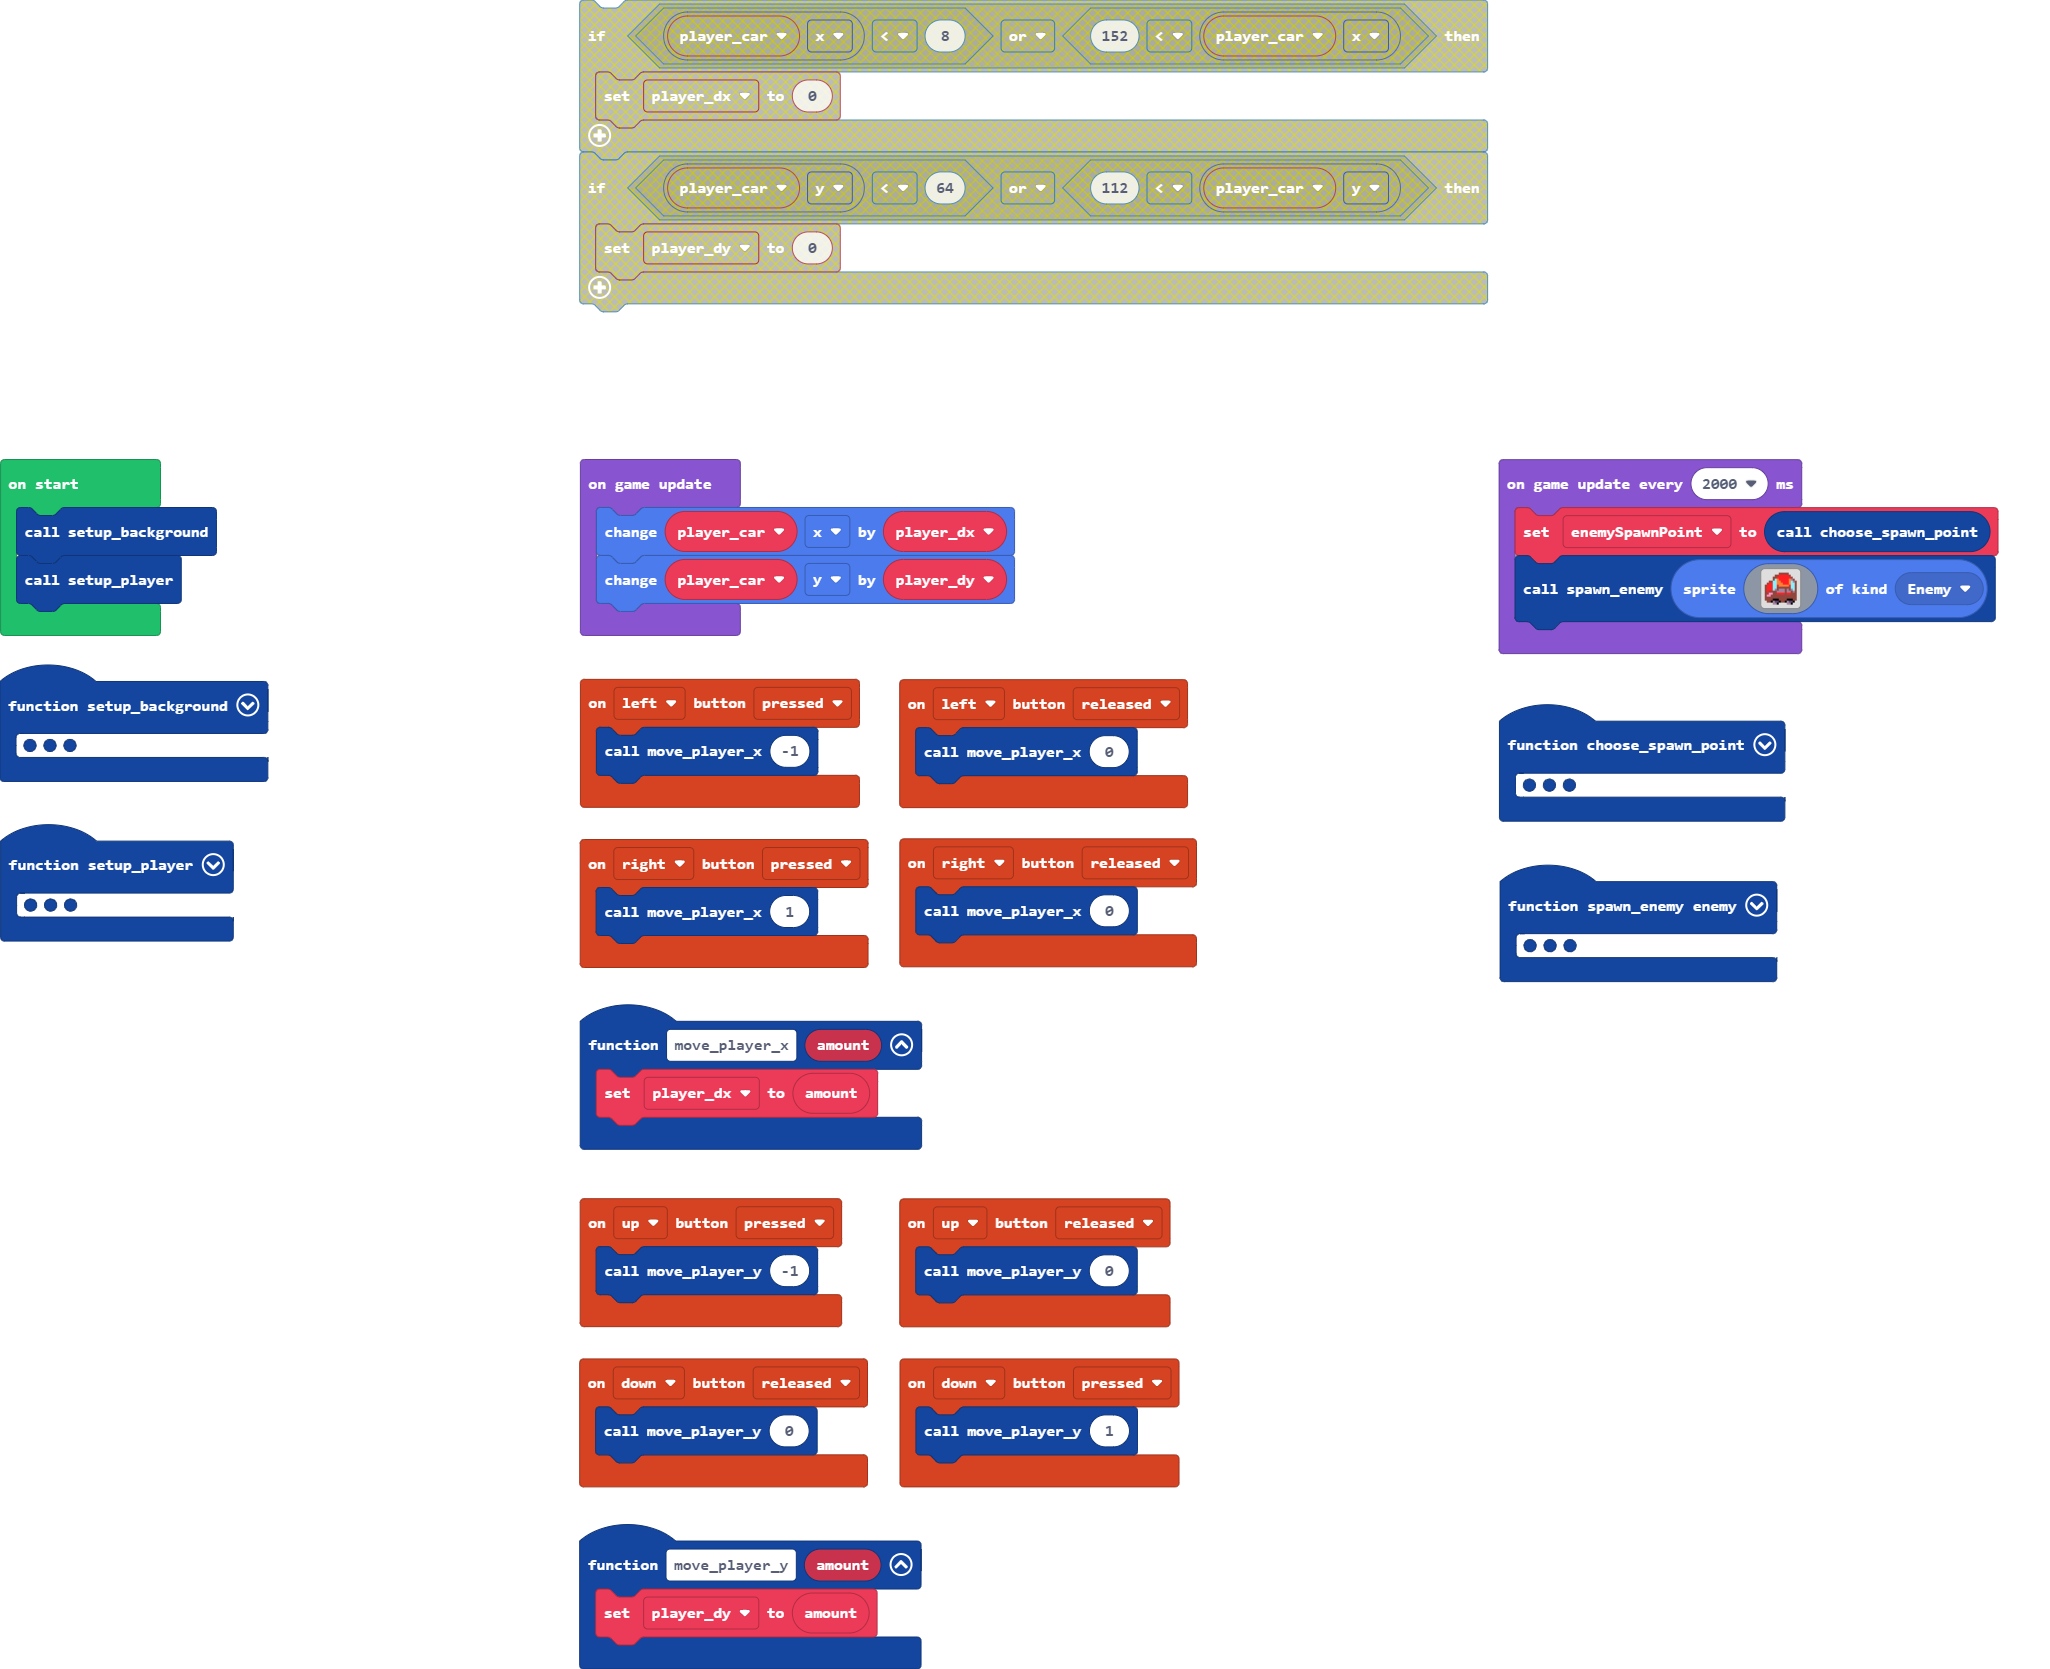 if player_car x < 8 or 152 < player_car x then
set player_dx to 0
if player_car y < 64 or 112 < player_car y then
set player_dy to 0
on start
call setup_background
call setup_player
function setup_background
function setup_player
on game update
change player_car x by player_dx
change player_car y by player_dy
on left button pressed
call move_player_x -1
on left button released
call move_player_x 0
on right button pressed
call move_player_x 1
on right button released
call move_player_x 0
function move_player_x amount
set player_dx to amount
on up button pressed
call move_player_y -1
on up button released
call move_player_y 0
on down button released
call move_player_y 0
on down button pressed
call move_player_y 1
function move_player_y amount
set player_dy to amount
on game update every 2000 ms
set enemySpawnPoint to call choose_spawn_point
call spawn_enemy sprite of kind Enemy
function choose_spawn_point
function spawn_enemy enemy